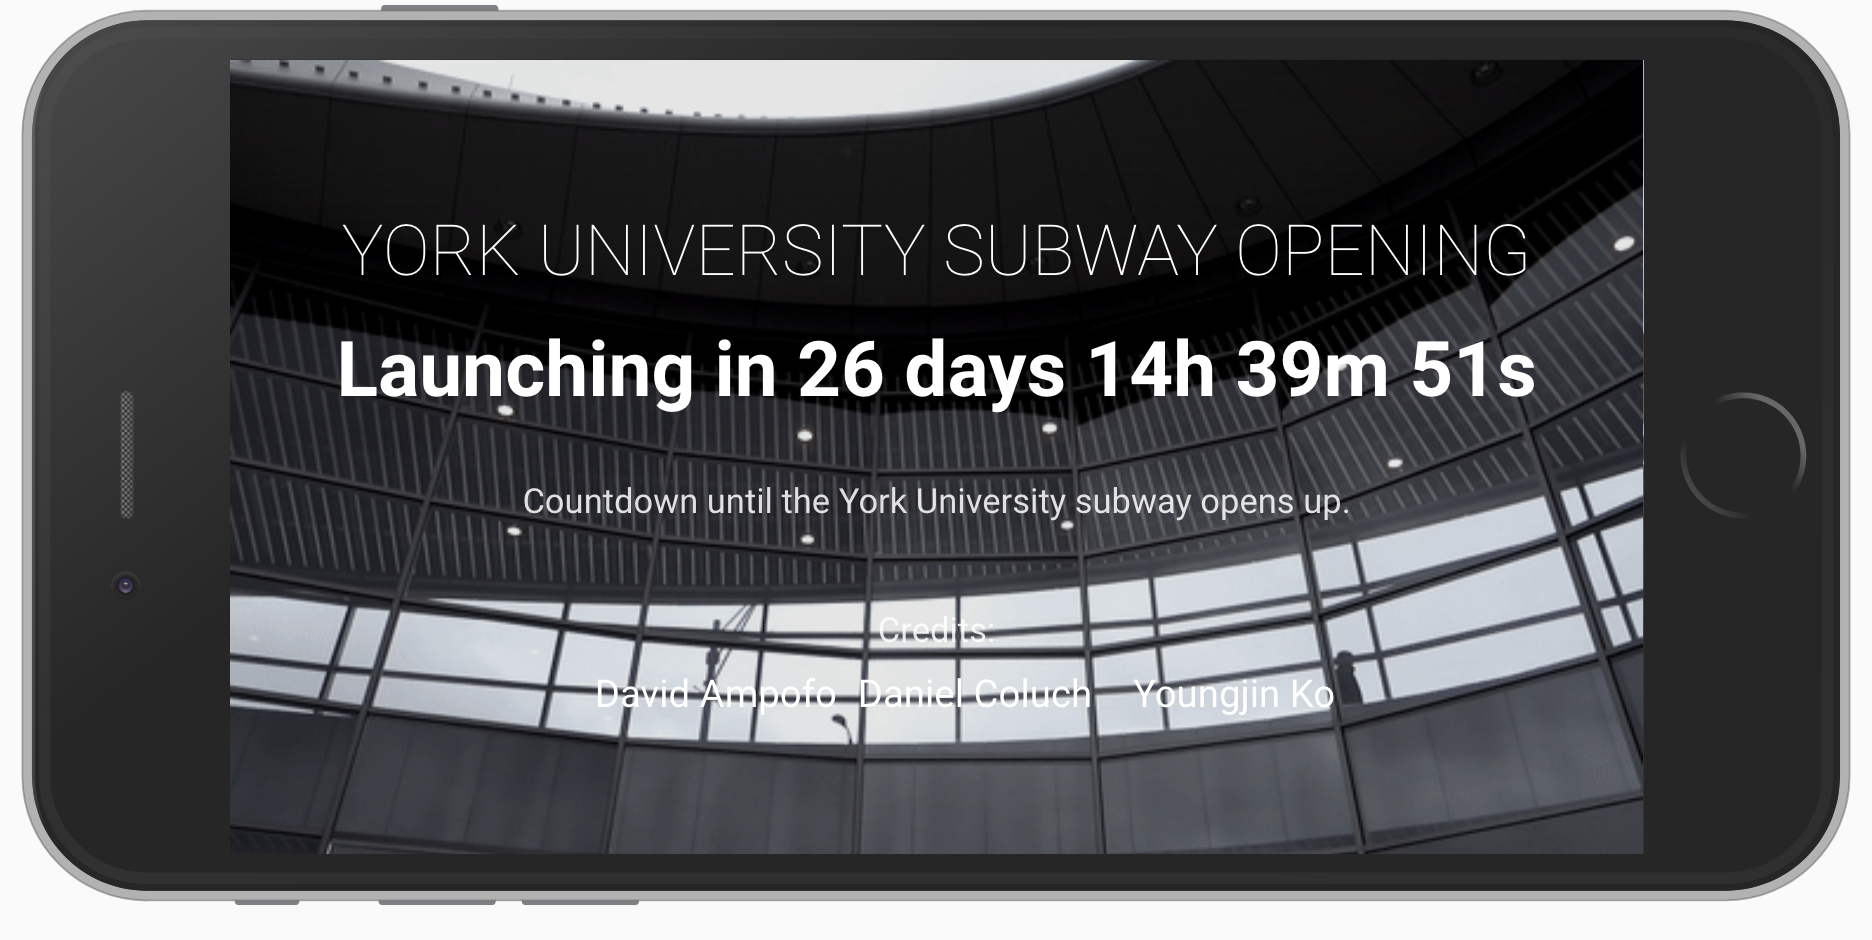 YORK UNIVERSITY SUBWAY OPENING
Launching in 26 days 14h 39m 51s
Countdown until the York University subway opens up.
Credits:
David Ampofo Daniel Coluch Youngjin Ko